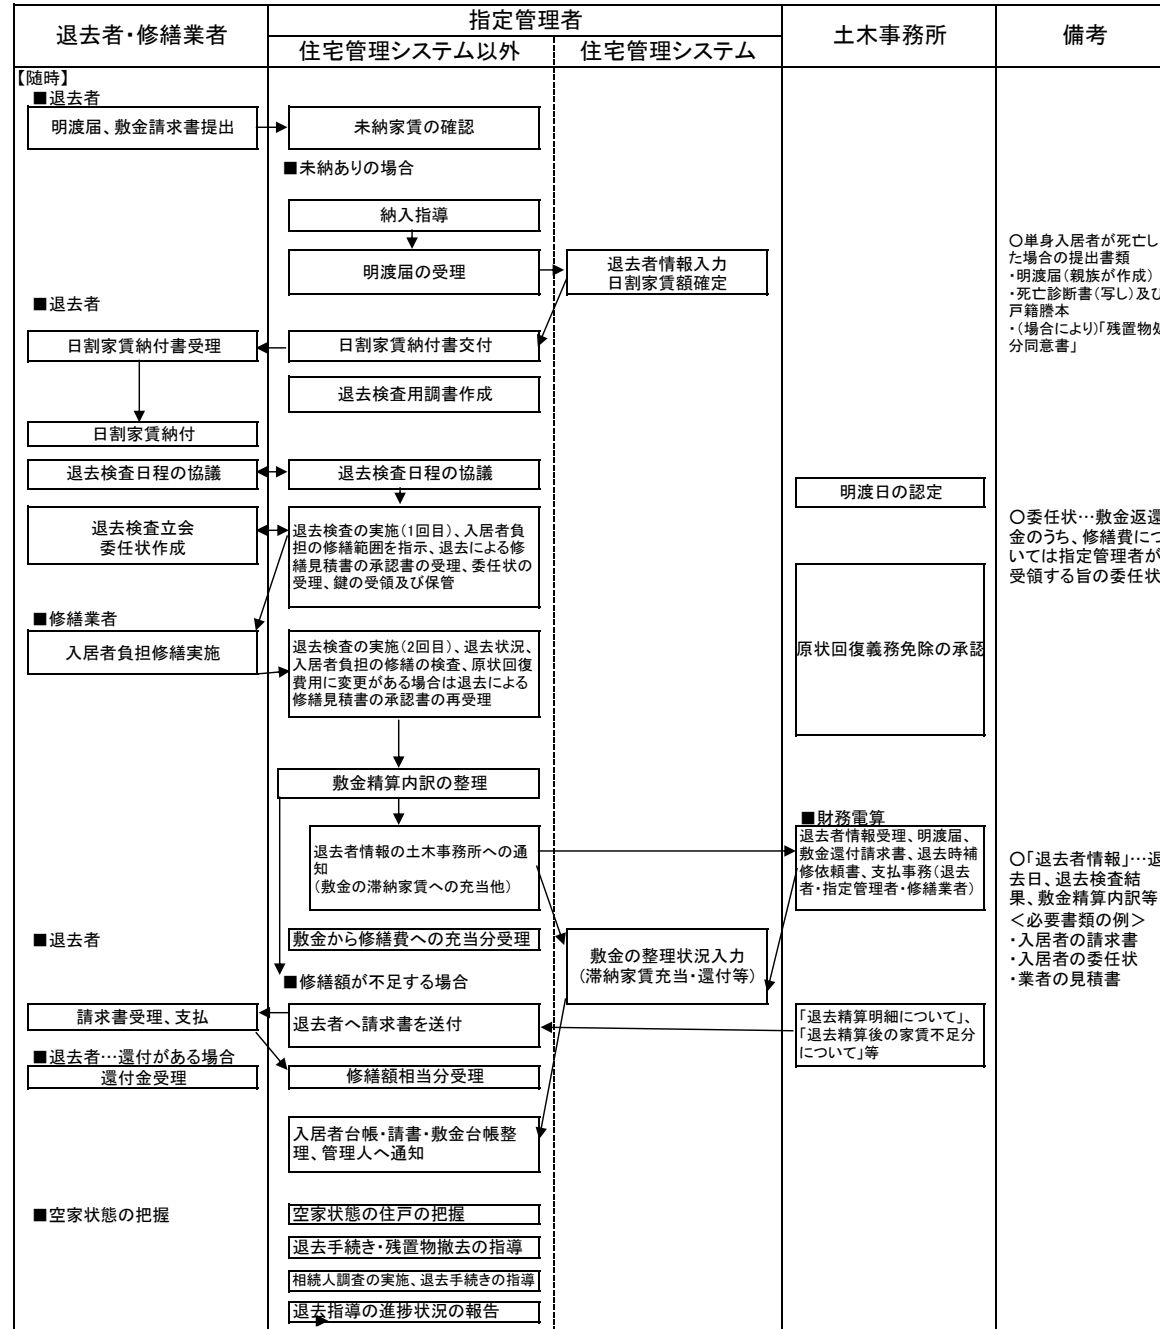 退去者・修繕業者
指定管理者
住宅管理システム以外
住宅管理システム
土木事務所
備考
【随時】
■退去者
明渡届、敷金請求書提出
未納家賃の確認
■未納ありの場合
納入指導
明渡届の受理
退去者情報入力
日割家賃額確定
○単身入居者が死亡し
た場合の提出書類
・明渡届(親族が作成)
・死亡診断書(写し)及び
戸籍謄本
・(場合により)「残置物処
分同意書」
■退去者
日割家賃納付書受理
日割家賃納付書交付
退去検査用調書作成
日割家賃納付
退去検査日程の協議
退去検査日程の協議
明渡日の認定
退去検査立会
委任状作成
退去検査の実施(1回目)、入居者負
担の修繕範囲を指示、退去による修
繕見積書の承認書の受理、委任状の
受理、鍵の受領及び保管
○委任状…敷金返還
金のうち、修繕費につ
いては指定管理者が
受領する旨の委任状
■修繕業者
入居者負担修繕実施
退去検査の実施(2回目)、退去状況、
入居者負担の修繕の検査、原状回復
費用に変更がある場合は退去による
修繕見積書の承認書の再受理
原状回復義務免除の承認
敷金精算内訳の整理
退去者情報の土木事務所への通
知
(敷金の滞納家賃への充当他)
■財務電算
退去者情報受理、明渡届、
敷金還付請求書、退去時補
修依頼書、支払事務(退去
者・指定管理者・修繕業者)
○「退去者情報」…退
去日、退去検査結
果、敷金精算内訳等
＜必要書類の例＞
・入居者の請求書
・入居者の委任状
・業者の見積書
■退去者
敷金から修繕費への充当分受理
敷金の整理状況入力
(滞納家賃充当・還付等)
■修繕額が不足する場合
請求書受理、支払
退去者へ請求書を送付
「退去精算明細について」、
「退去精算後の家賃不足分
について」等
■退去者…還付がある場合
還付金受理
修繕額相当分受理
入居者台帳・請書・敷金台帳整
理、管理人へ通知
■空家状態の把握
空家状態の住戸の把握
退去手続き・残置物撤去の指導
相続人調査の実施、退去手続きの指導
退去指導の進捗状況の報告